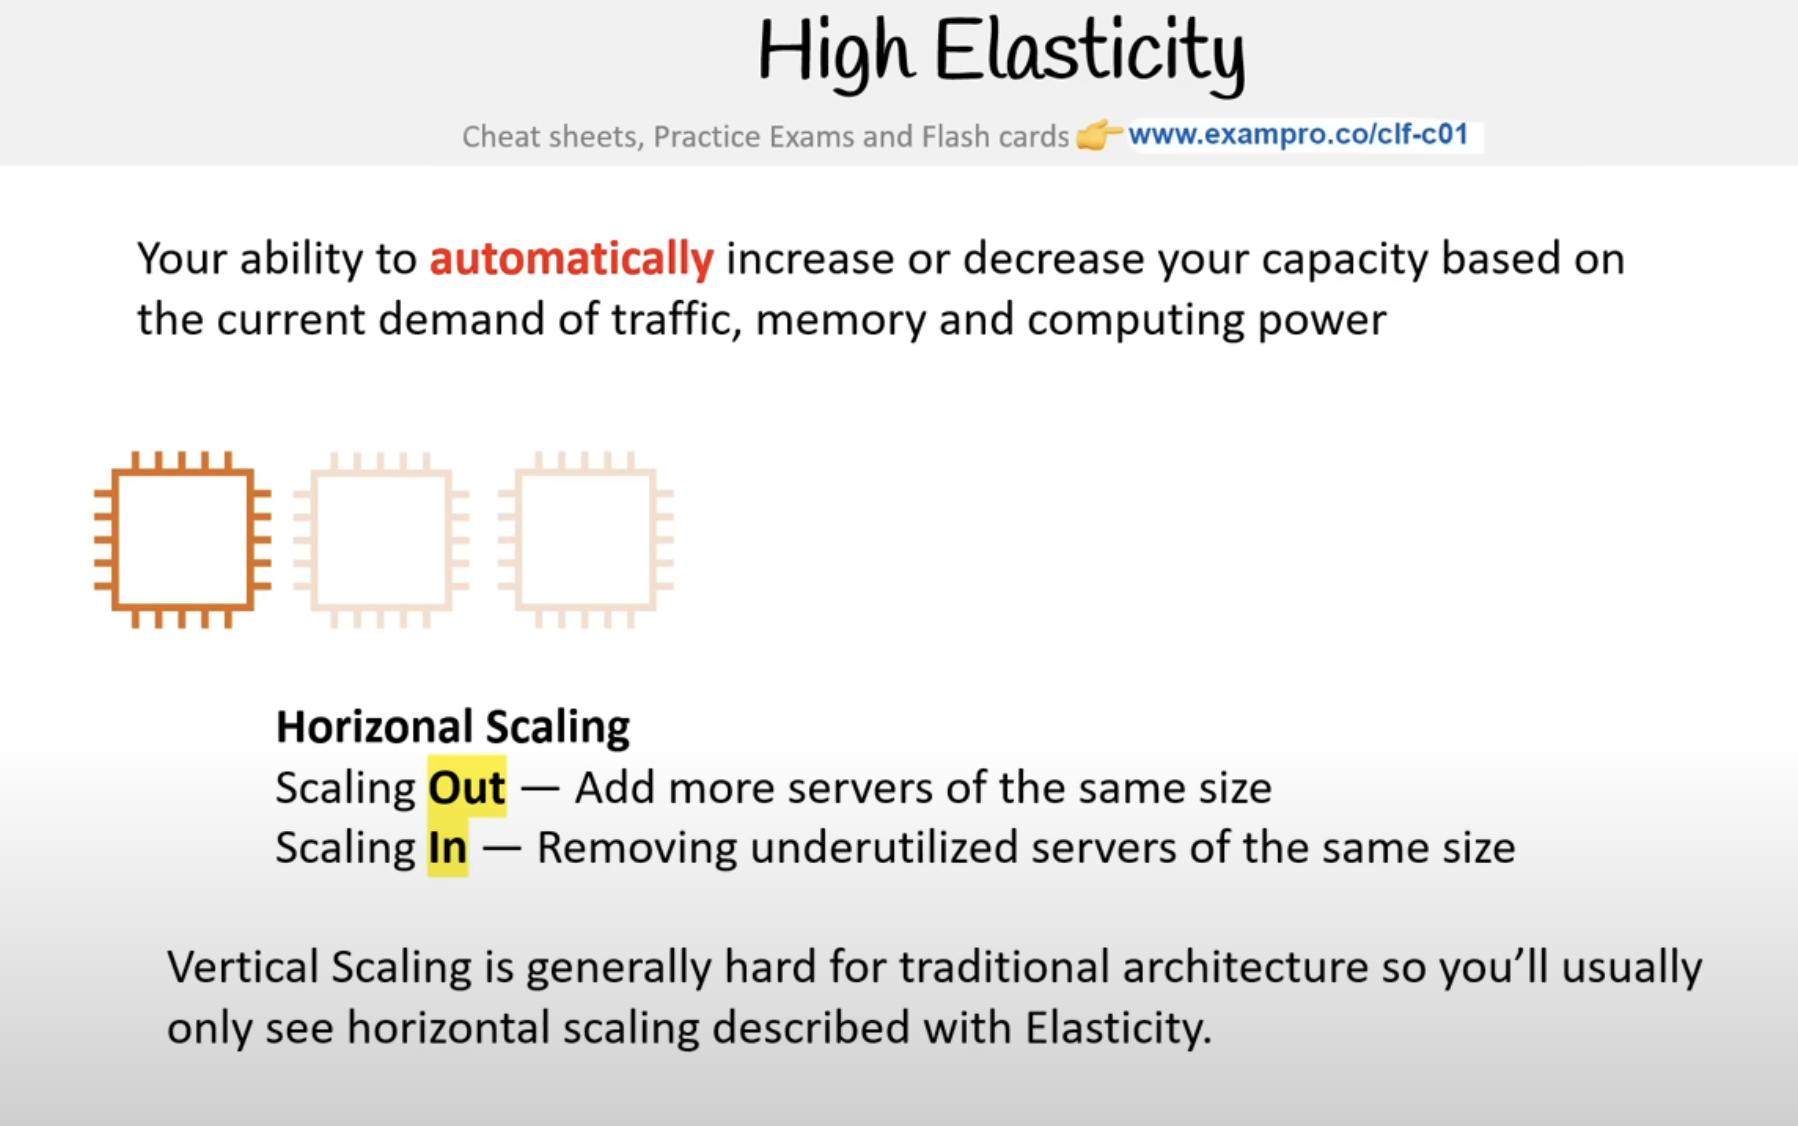 High Elasticity
Cheat sheets, Practice Exams and Flash cards 👉 www.exampro.co/clf-c01
Your ability to automatically increase or decrease your capacity based on
the current demand of traffic, memory and computing power
Horizonal Scaling
Scaling Out — Add more servers of the same size
Scaling In — Removing underutilized servers of the same size
Vertical Scaling is generally hard for traditional architecture so you’ll usually
only see horizontal scaling described with Elasticity.